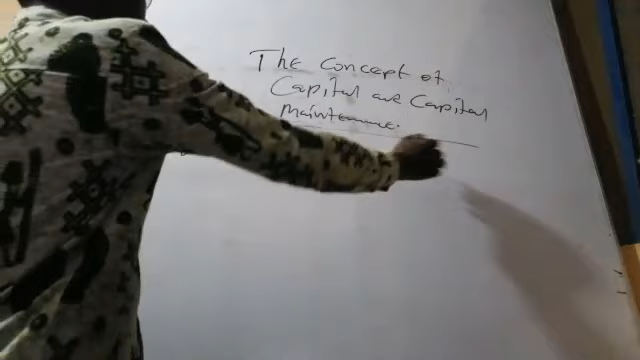 The Concept of
Capital and Capital
Maintenance.